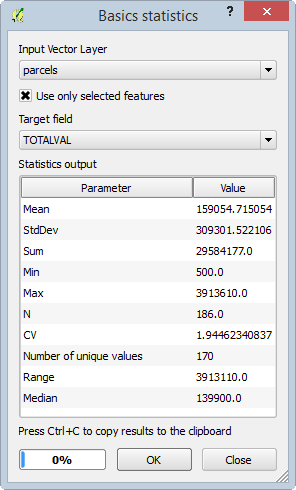 Basics statistics
?
Input Vector Layer
parcels
Use only selected features
Target field
TOTALVAL
Statistics output
Parameter Value
Mean 159054.715054
StdDev 309301.522106
Sum 29584177.0
Min 500.0
Max 3913610.0
N 186.0
CV 1.94462340837
Number of unique values 170
Range 3913110.0
Median 139900.0
Press Ctrl+C to copy results to the clipboard
0% OK Close